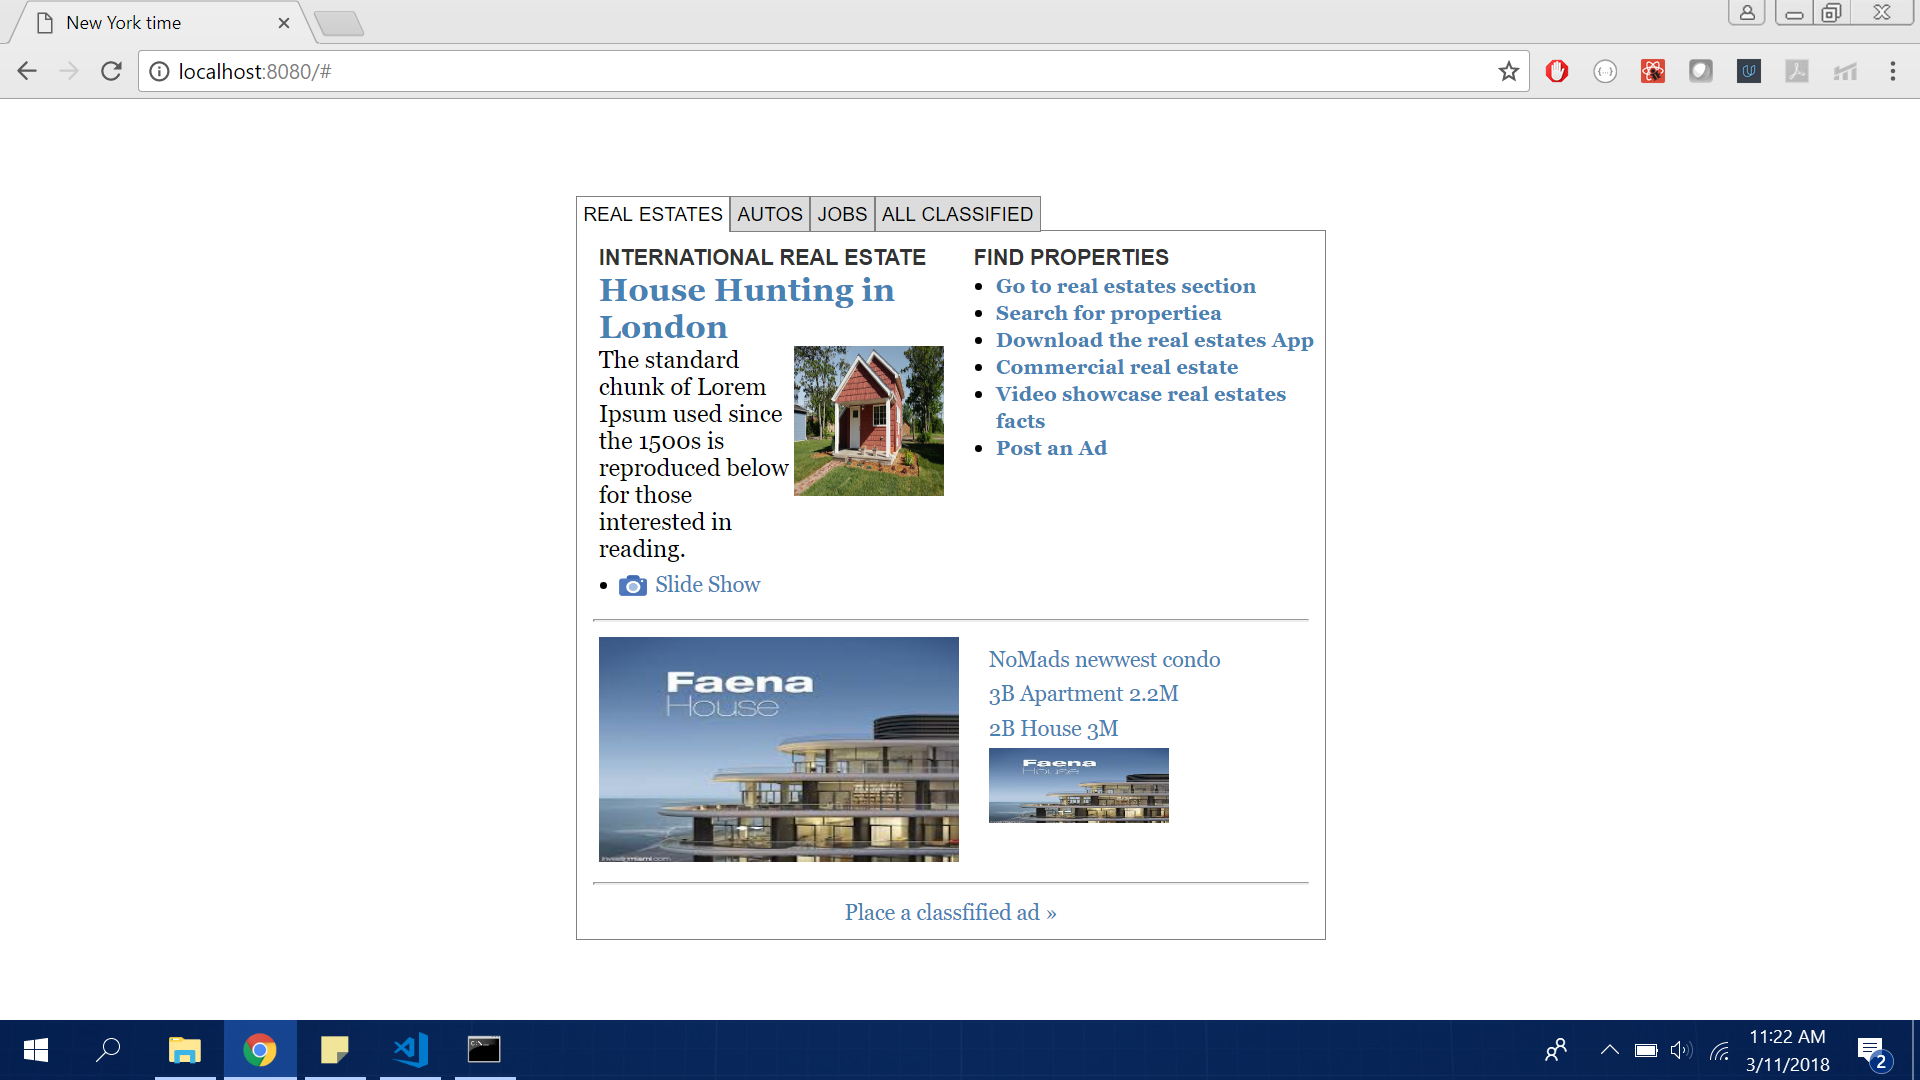 New York time
localhost:8080/#
REAL ESTATES AUTOS JOBS ALL CLASSIFIED
INTERNATIONAL REAL ESTATE
House Hunting in
London
The standard
chunk of Lorem
Ipsum used since
the 1500s is
reproduced below
for those
interested in
reading.
Slide Show
FIND PROPERTIES
Go to real estates section
Search for propertiea
Download the real estates App
Commercial real estate
Video showcase real estates
facts
Post an Ad
Faena
House
NoMads newwest condo
3B Apartment 2.2M
2B House 3M
Faena
House
Place a classfified ad »
11:22 AM
3/11/2018
2